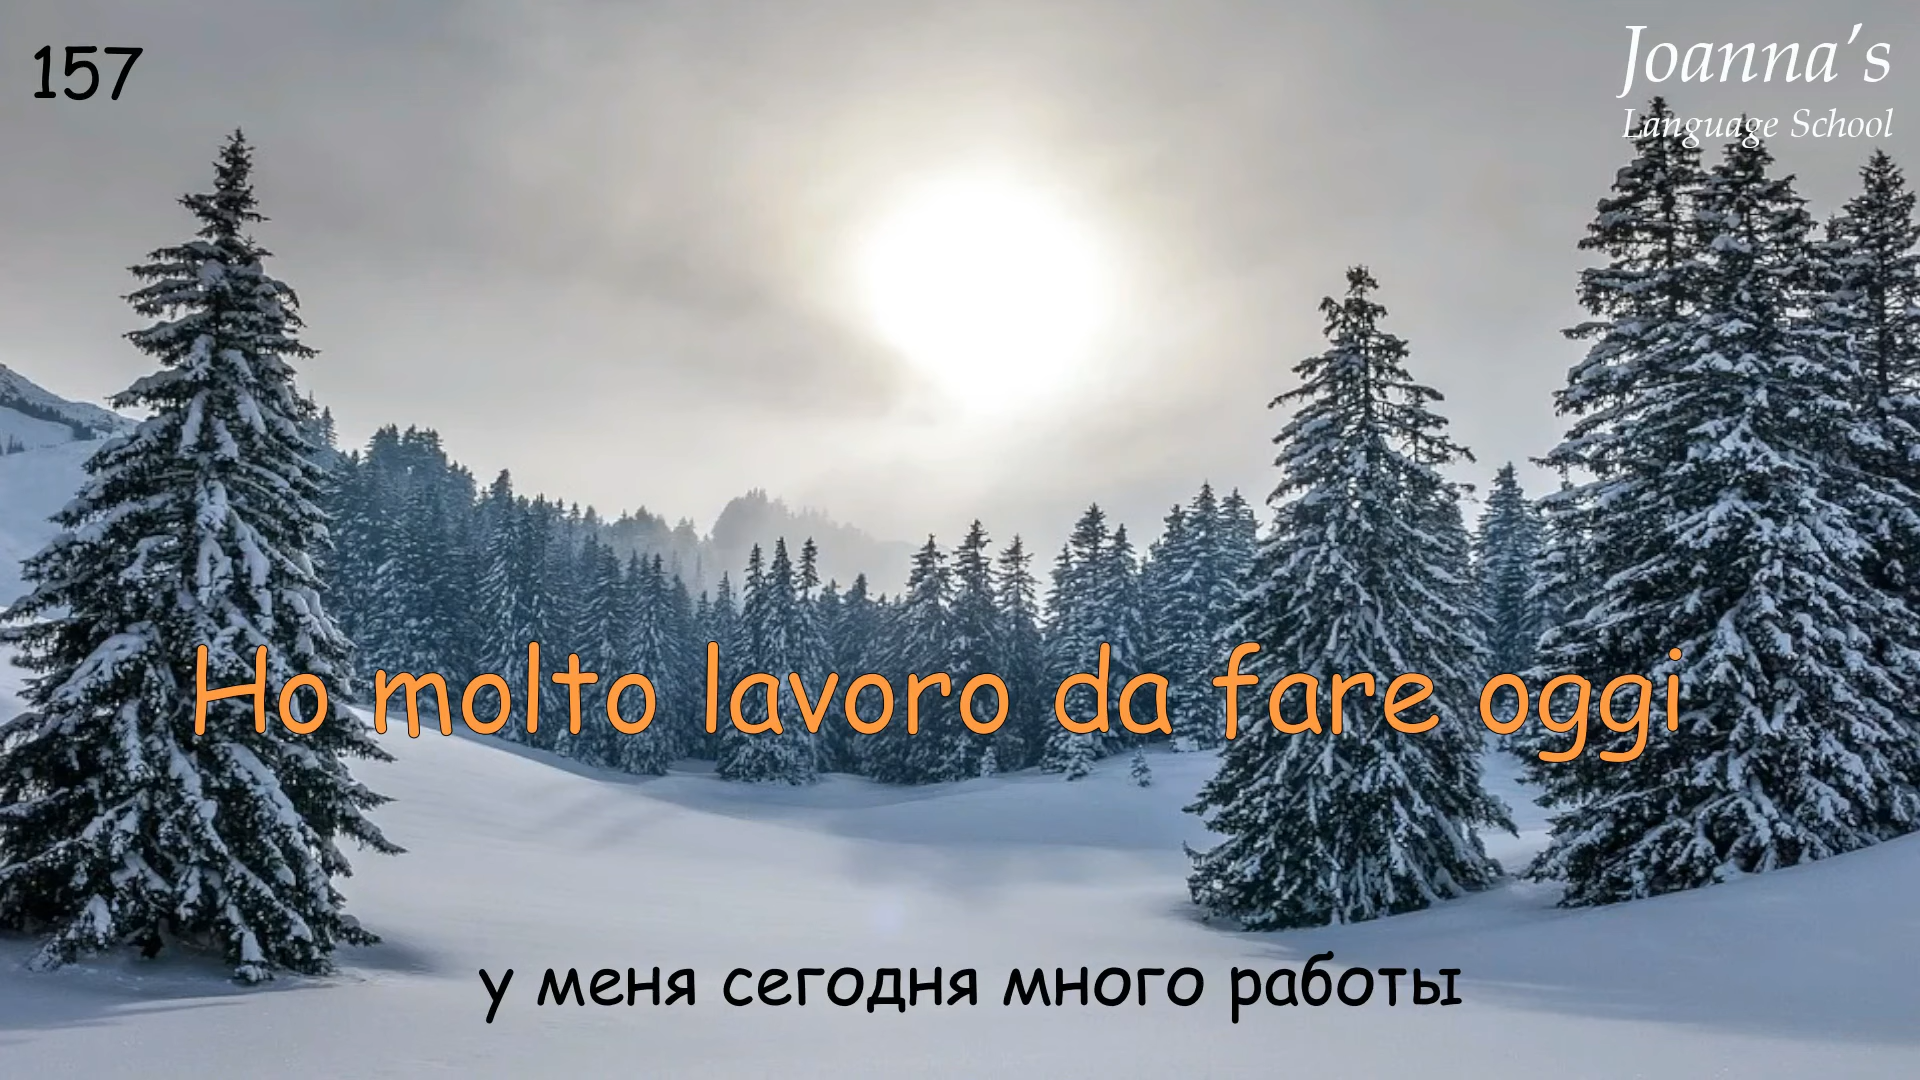 157
Joanna's
Language School
Ho molto lavoro da fare oggi
у меня сегодня много работы